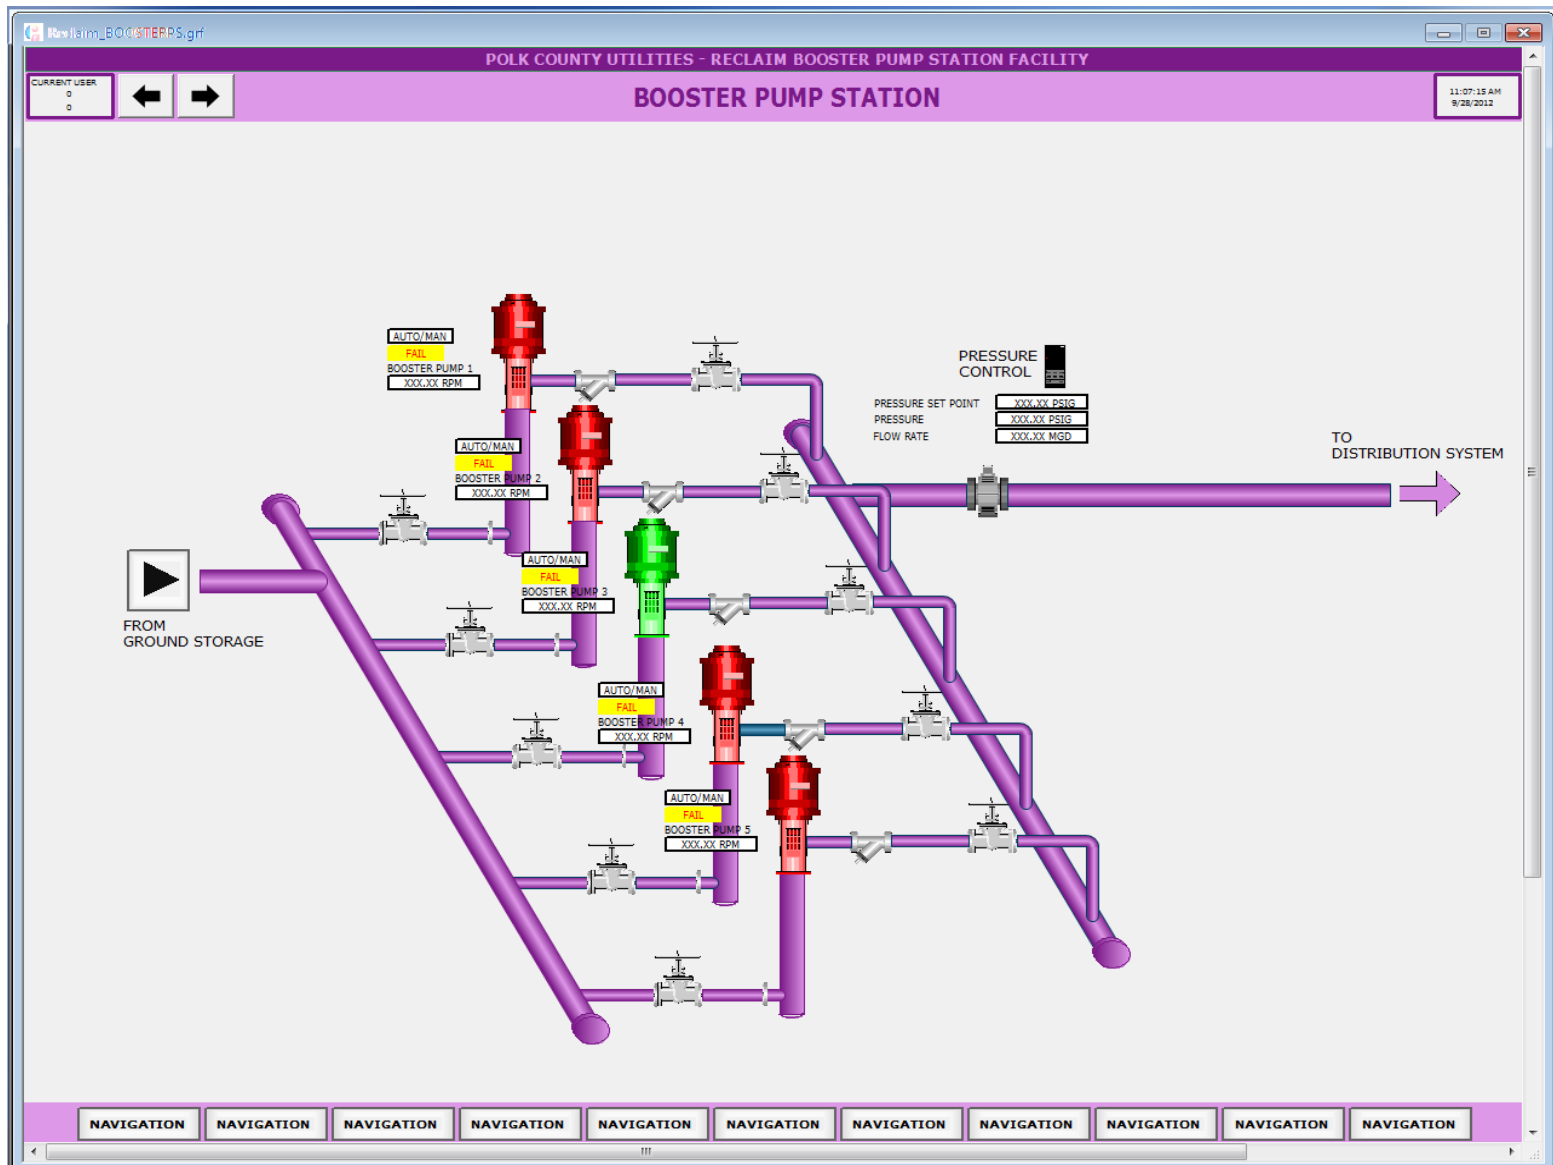 POLK COUNTY UTILITIES - RECLAIM BOOSTER PUMP STATION FACILITY
CURRENT USER
0
0
BOOSTER PUMP STATION
11:07:15 AM
9/28/2012
AUTO/MAN
FAIL
BOOSTER PUMP 1
XXX.XX RPM
PRESSURE
CONTROL
PRESSURE SET POINT XXX.XX PSIG
PRESSURE XXX.XX PSIG
FLOW RATE XXX.XX MGD
AUTO/MAN
FAIL
BOOSTER PUMP 2
XXX.XX RPM
TO
DISTRIBUTION SYSTEM
AUTO/MAN
FAIL
BOOSTER PUMP 3
XXX.XX RPM
FROM
GROUND STORAGE
AUTO/MAN
FAIL
BOOSTER PUMP 4
XXX.XX RPM
AUTO/MAN
FAIL
BOOSTER PUMP 5
XXX.XX RPM
NAVIGATION NAVIGATION NAVIGATION NAVIGATION NAVIGATION NAVIGATION NAVIGATION NAVIGATION NAVIGATION NAVIGATION NAVIGATION